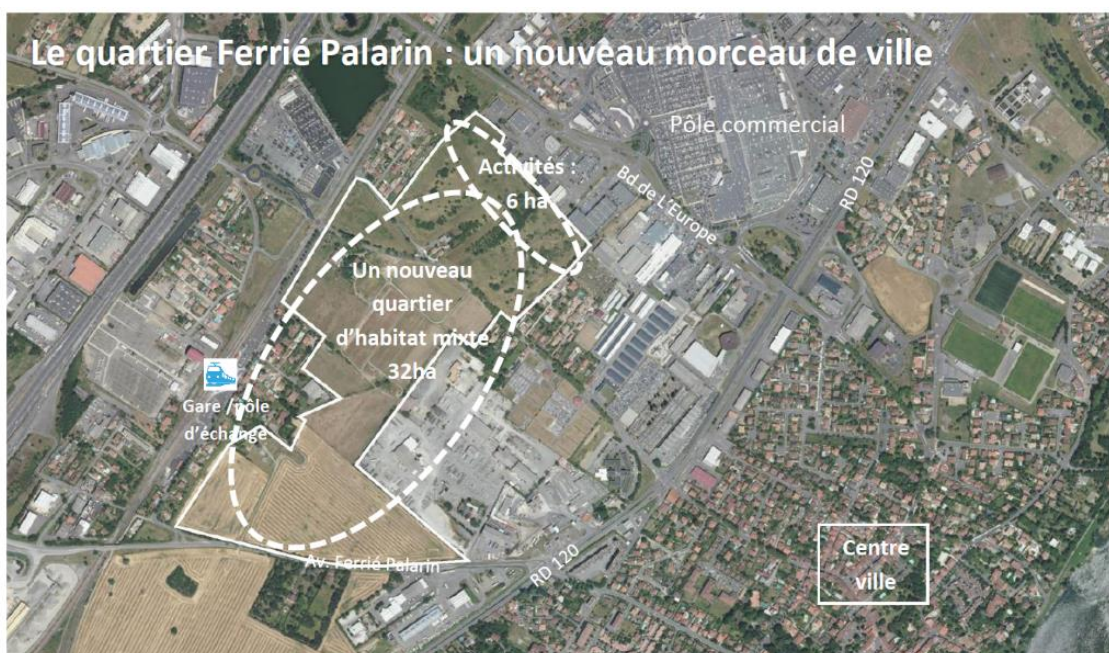 Le quartier Ferrié Palarin : un nouveau morceau de ville
Pôle commercial
Activités :
6 ha
Bd de L'Europe
RD 120
Un nouveau
quartier
d'habitat mixte
32ha
Gare /pôle
d'échange
Av. Ferrié Palarin
RD 120
Centre
ville